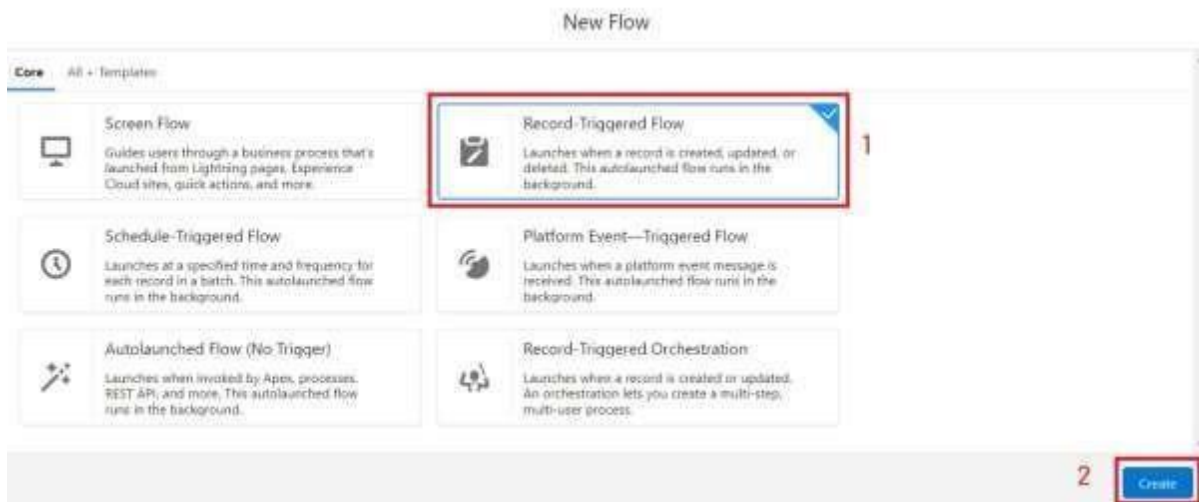 New Flow
Core All + Templates
Screen Flow
Guides users through a business process that's
launched from Lightning pages, Experience
Cloud sites, quick actions, and more.
Record-Triggered Flow
Launches when a record is created, updated, or
deleted. This autolaunched flow runs in the
background.
1
Schedule-Triggered Flow
Launches at a specified time and frequency for
each record in a batch. This autolaunched flow
runs in the background.
Platform Event—Triggered Flow
Launches when a platform event message is
received. This autolaunched flow runs in the
background.
Autolaunched Flow (No Trigger)
Launches when invoked by Apex, processes,
REST API, and more. This autolaunched flow
runs in the background.
Record-Triggered Orchestration
Launches when a record is created or updated.
An orchestration lets you create a multi-step,
multi-user process.
2
Create